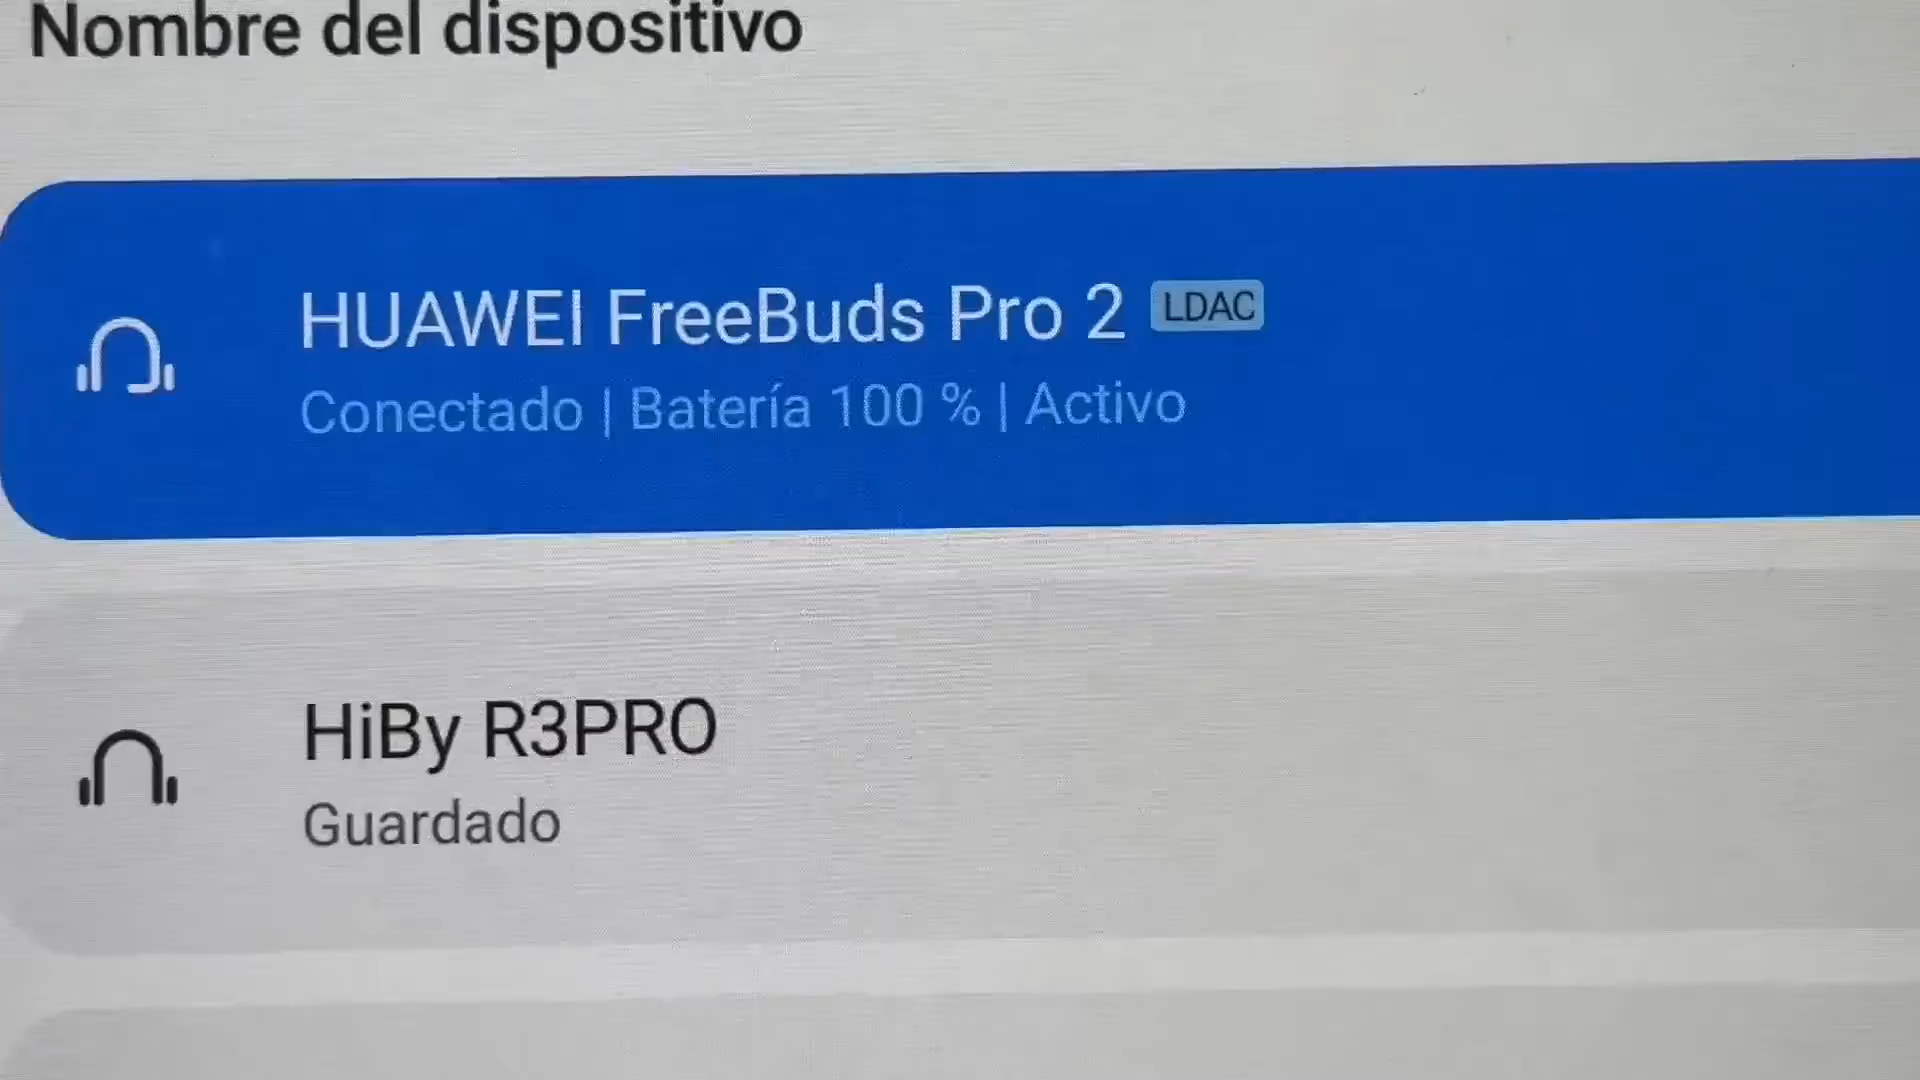 Nombre del dispositivo
HUAWEI FreeBuds Pro 2 LDAC
Conectado | Batería 100 % | Activo
HiBy R3PRO
Guardado